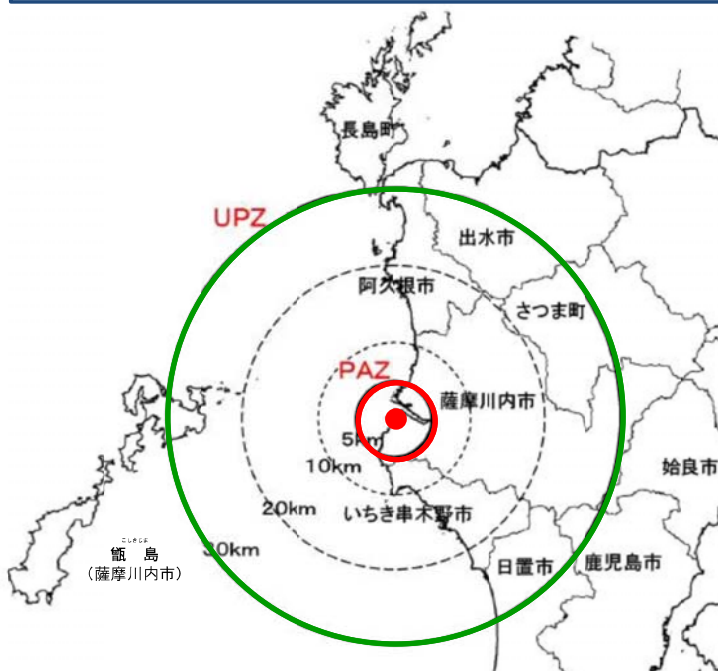 長島町
UPZ
出水市
阿久根市
さつま町
PAZ
薩摩川内市
5km
10km
姶良市
20km
いちき串木野市
30km
こしきじま
甑島
(薩摩川内市)
日置市
鹿児島市